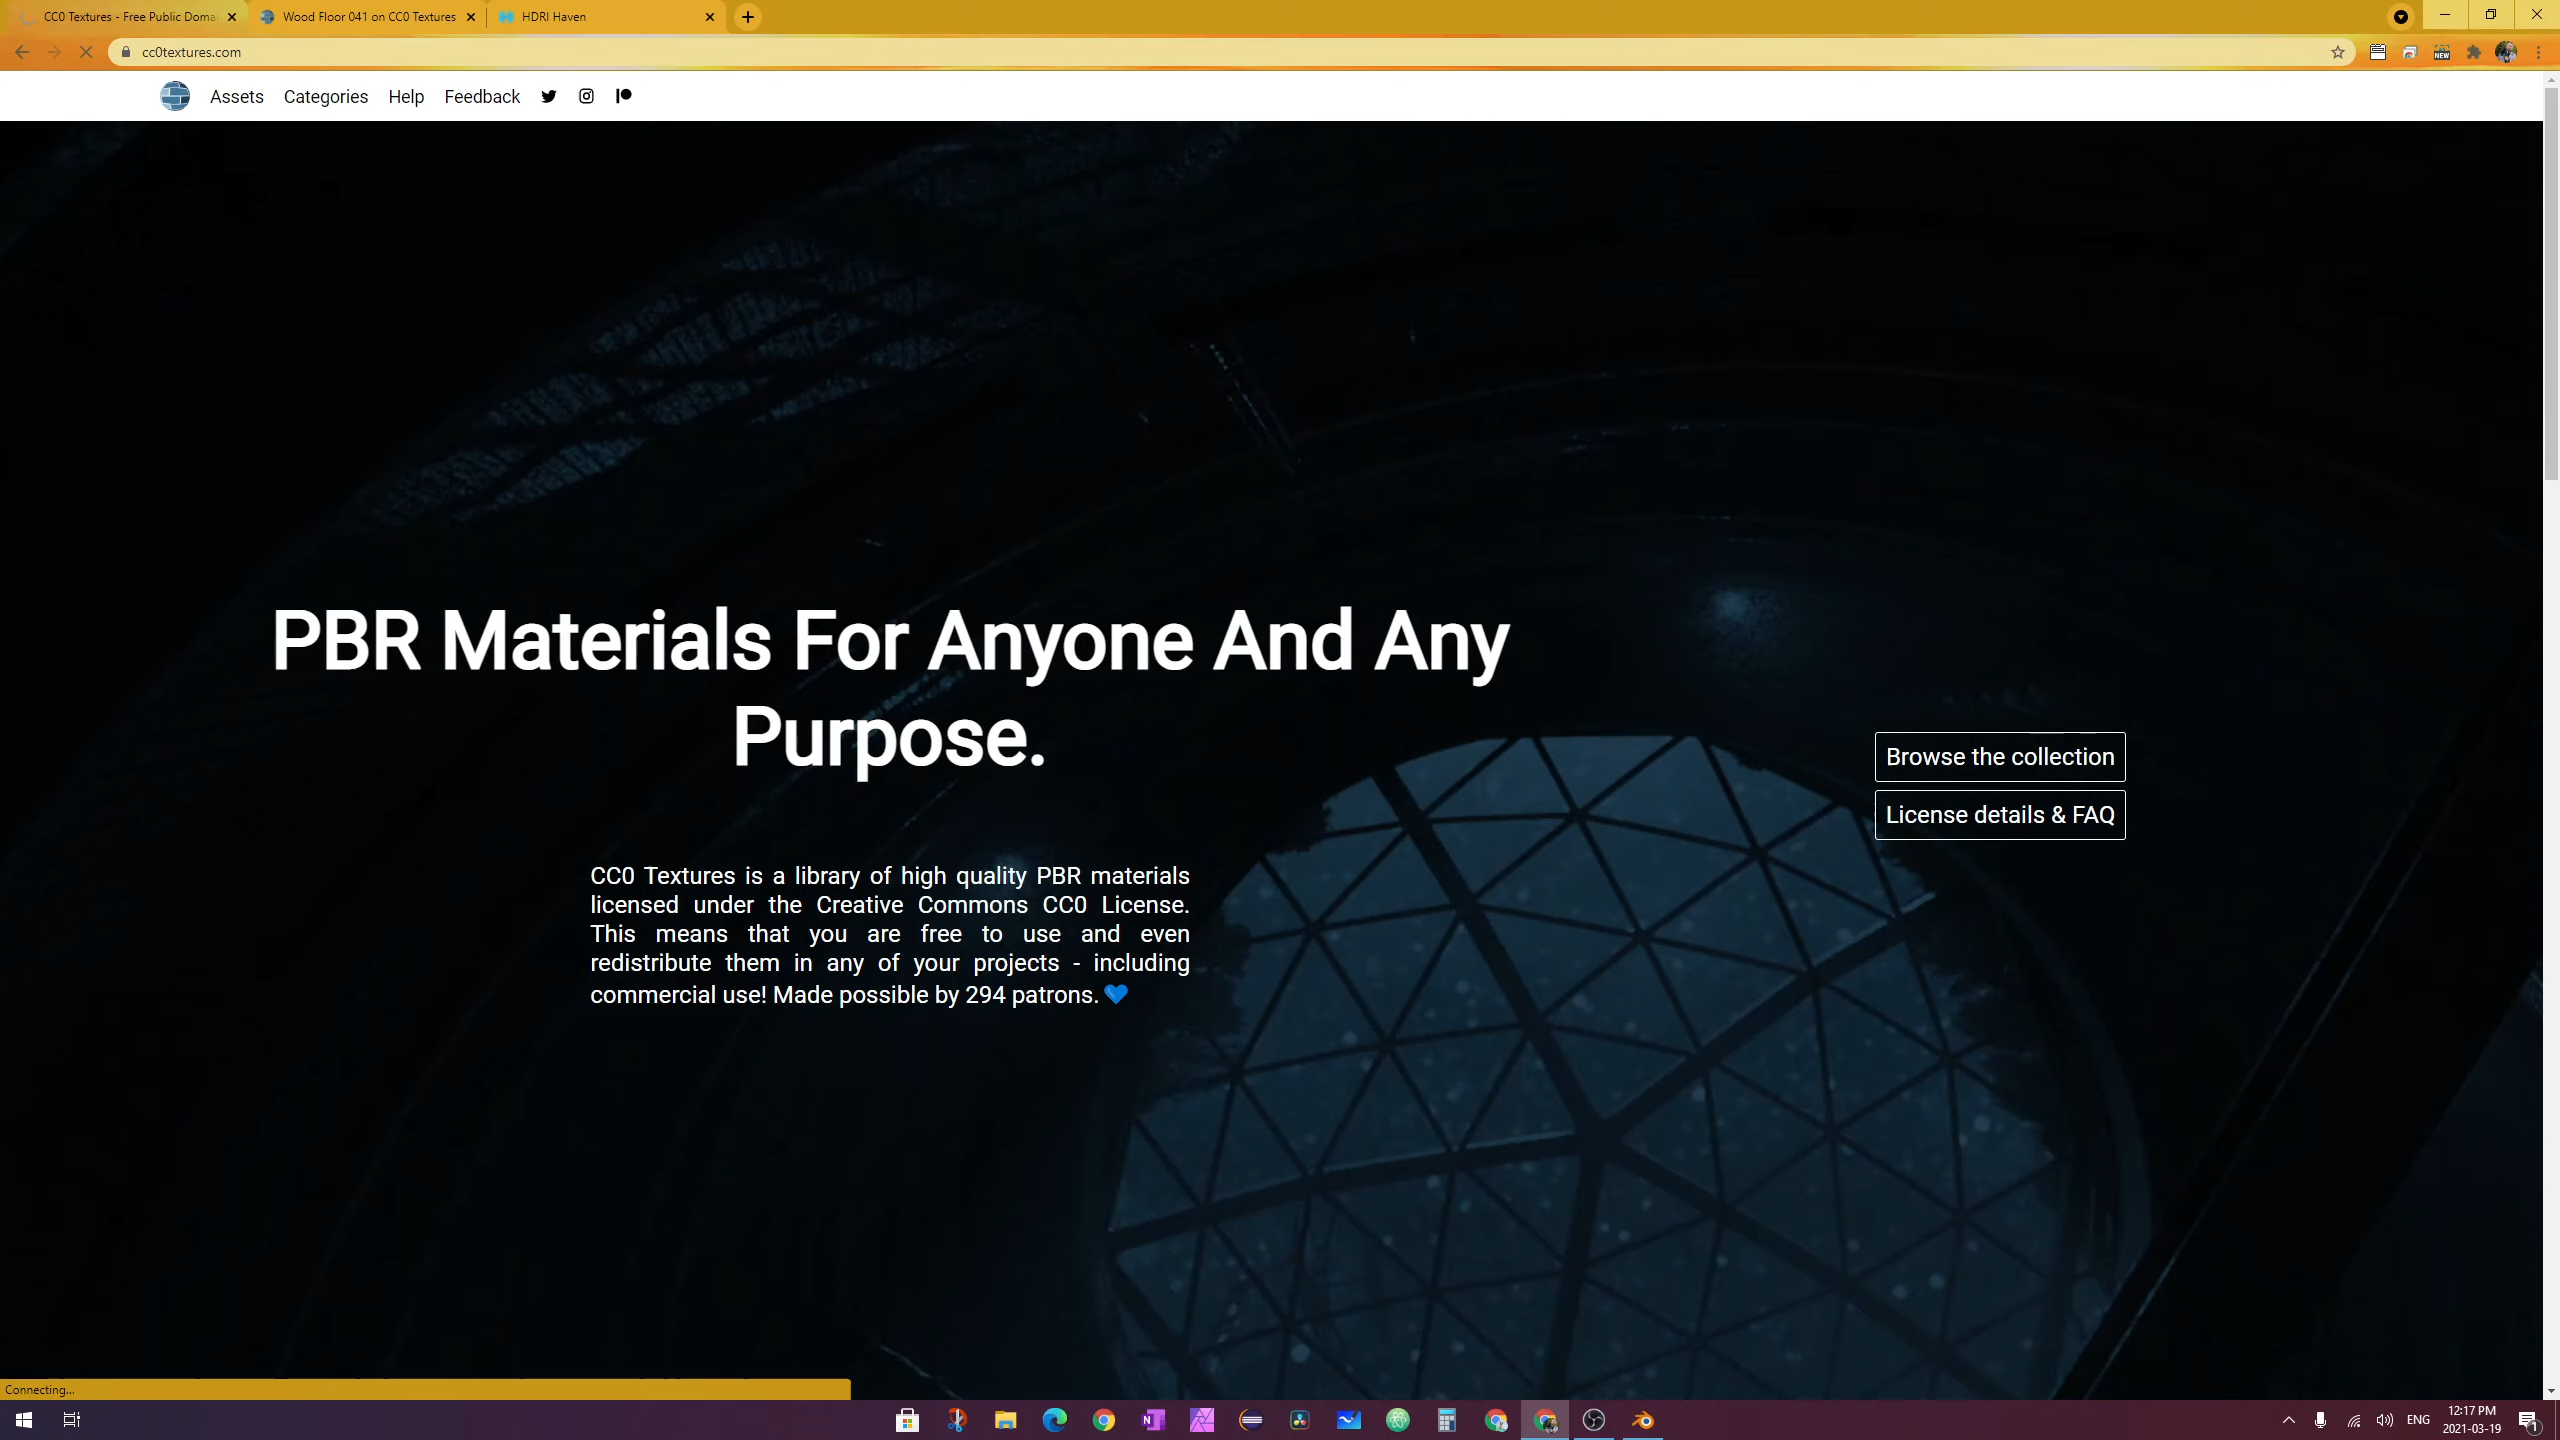 CC0 Textures - Free Public Doma
Wood Floor 041 on CC0 Textures
HDRI Haven
cc0textures.com
NEW
Assets
Categories
Help
Feedback
PBR Materials For Anyone And Any
Purpose.
Browse the collection
License details & FAQ
CC0 Textures is a library of high quality PBR materials
licensed under the Creative Commons CC0 License.
This means that you are free to use and even
redistribute them in any of your projects - including
commercial use! Made possible by 294 patrons.
Connecting...
ENG
12:17 PM
2021-03-19
1